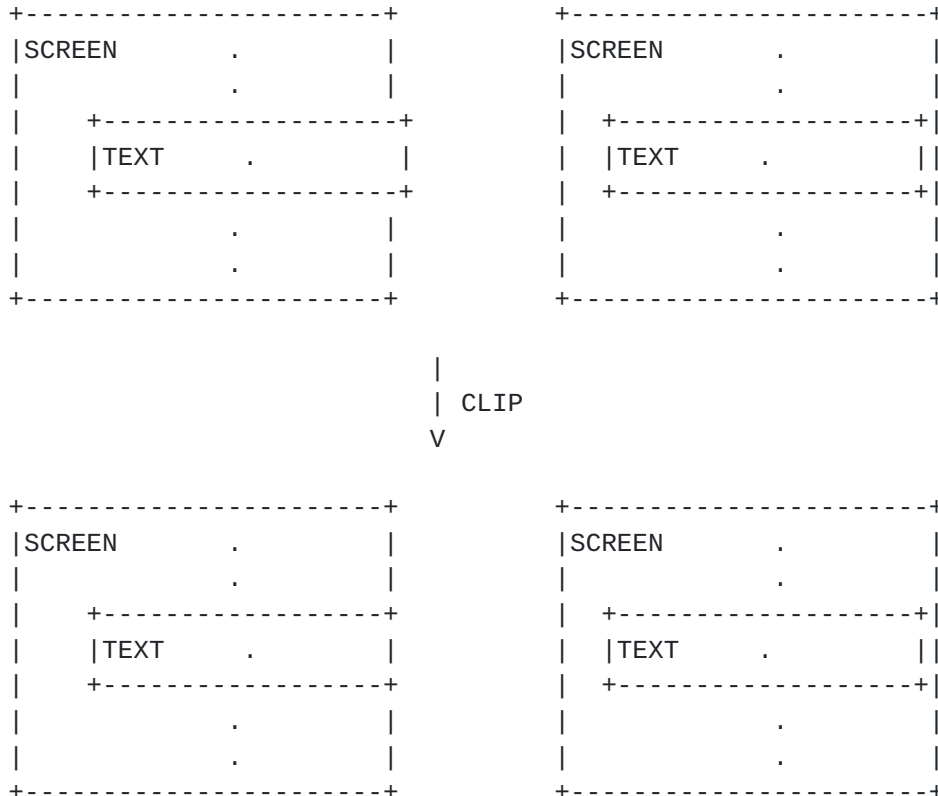 +-----------------------+          +-----------------------+
|SCREEN       .         |          |SCREEN       .         |
|             .         |          |             .         |
|    +-------------------+         |  +-------------------+|
|    |TEXT     .         |         |  |TEXT     .         ||
|    +-------------------+         |  +-------------------+|
|             .         |          |             .         |
|             .         |          |             .         |
+-----------------------+          +-----------------------+
|
| CLIP
V
+-----------------------+          +-----------------------+
|SCREEN       .         |          |SCREEN       .         |
|             .         |          |             .         |
|    +------------------+          |  +-------------------+|
|    |TEXT     .        |          |  |TEXT     .         ||
|    +------------------+          |  +-------------------+|
|             .         |          |             .         |
|             .         |          |             .         |
+-----------------------+          +-----------------------+